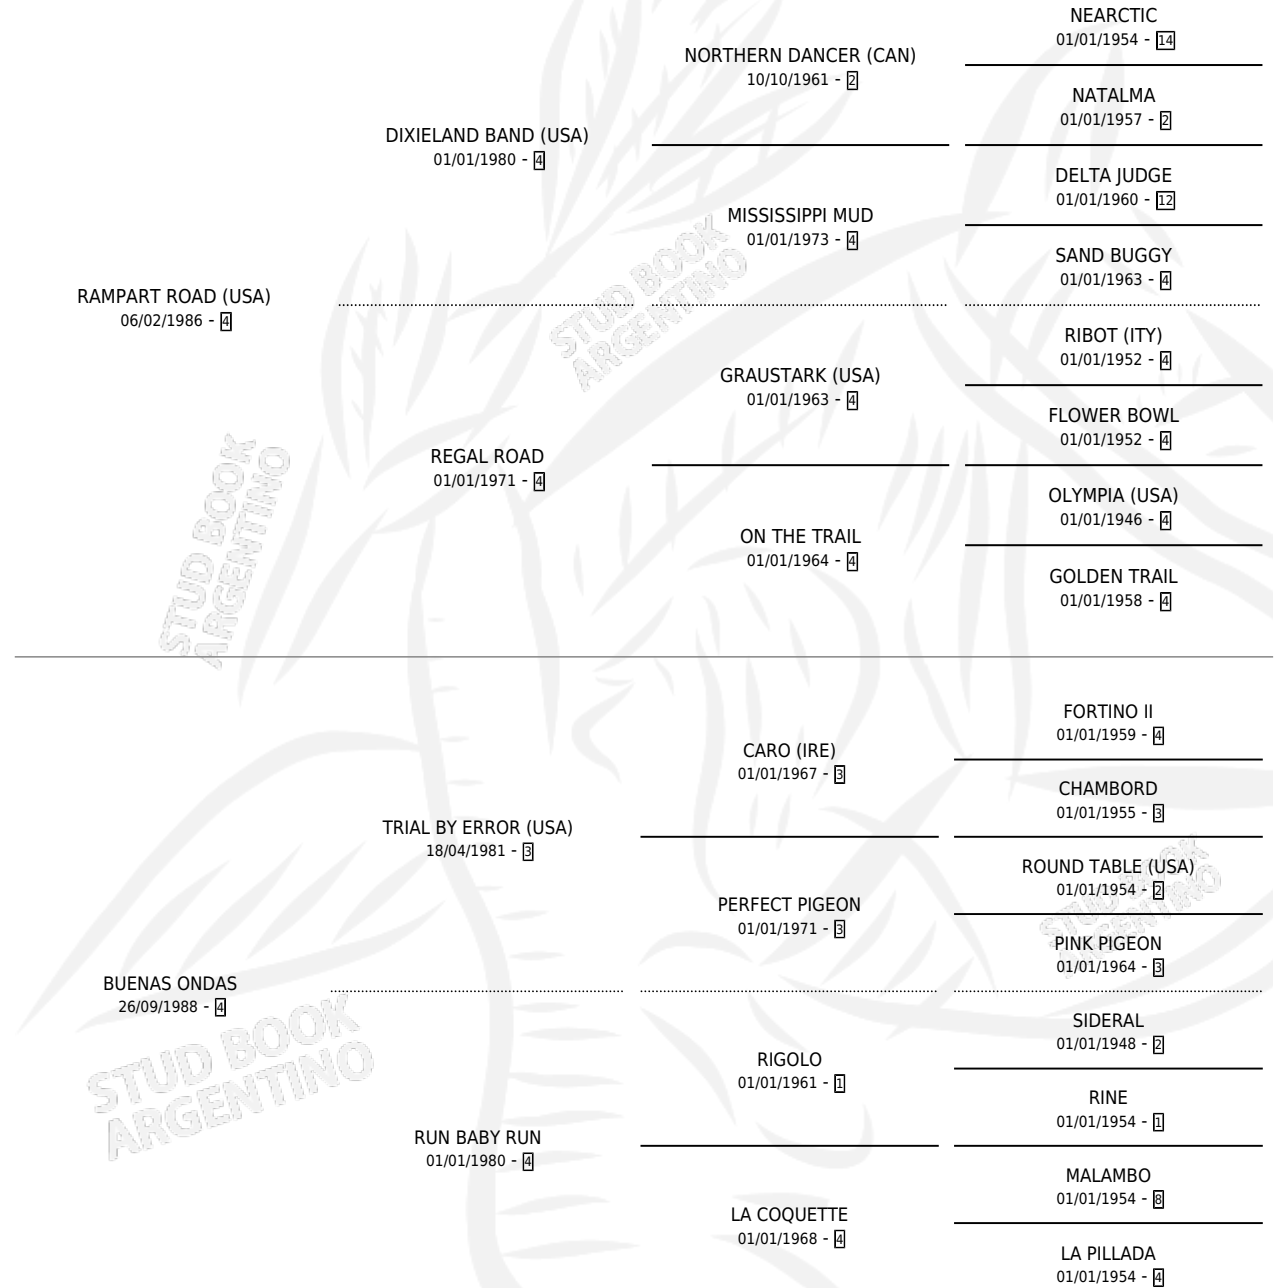 NEARCTIC
01/01/1954 - 14
NORTHERN DANCER (CAN)
10/10/1961 - 2
NATALMA
01/01/1957 - 2
DIXIELAND BAND (USA)
01/01/1980 - 4
DELTA JUDGE
01/01/1960 - 12
MISSISSIPPI MUD
01/01/1973 - 4
SAND BUGGY
01/01/1963 - 4
RAMPART ROAD (USA)
06/02/1986 - 4
RIBOT (ITY)
01/01/1952 - 4
GRAUSTARK (USA)
01/01/1963 - 4
FLOWER BOWL
01/01/1952 - 4
REGAL ROAD
01/01/1971 - 4
OLYMPIA (USA)
01/01/1946 - 4
ON THE TRAIL
01/01/1964 - 4
GOLDEN TRAIL
01/01/1958 - 4
FORTINO II
01/01/1959 - 4
CARO (IRE)
01/01/1967 - 3
CHAMBORD
01/01/1955 - 3
TRIAL BY ERROR (USA)
18/04/1981 - 3
ROUND TABLE (USA)
01/01/1954 - 2
PERFECT PIGEON
01/01/1971 - 3
PINK PIGEON
01/01/1964 - 3
BUENAS ONDAS
26/09/1988 - 4
SIDERAL
01/01/1948 - 2
RIGOLO
01/01/1961 - 1
RINE
01/01/1954 - 1
RUN BABY RUN
01/01/1980 - 4
MALAMBO
01/01/1954 - 8
LA COQUETTE
01/01/1968 - 4
LA PILLADA
01/01/1954 - 4
STUD BOOK
ARGENTINO
STUD BOOK
ARGENTINO
STUD BOOK
ARGENTINO
STUD BOOK
ARGENTINO